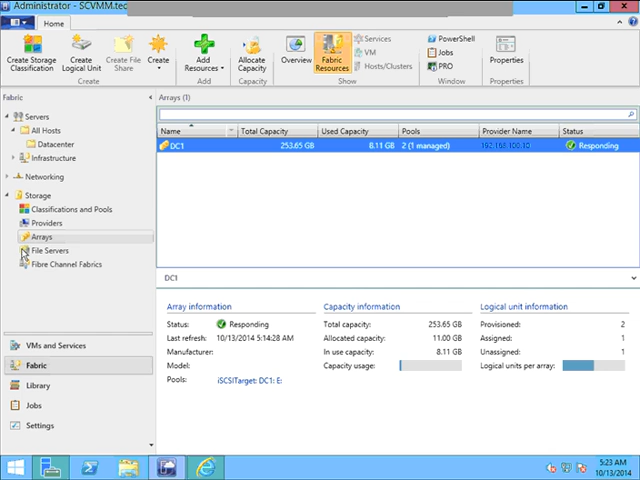 Administrator - SCVMM.tec
Home
Create Storage Classification
Create Logical Unit
Create File Share
Create
Create
Add Resources
Add
Allocate Capacity
Capacity
Overview
Fabric Resources
Services
VM
Hosts/Clusters
Show
PowerShell
Jobs
PRO
Window
Properties
Properties
Fabric
Servers
All Hosts
Datacenter
Infrastructure
Networking
Storage
Classifications and Pools
Providers
Arrays
File Servers
Fibre Channel Fabrics
VMs and Services
Fabric
Library
Jobs
Settings
Arrays (1)
Name Total Capacity Used Capacity Pools Provider Name Status
DC1 253.65 GB 8.11 GB 2 (1 managed) 192.168.100.10 Responding
DC1
Array information
Status: Responding
Last refresh: 10/13/2014 5:14:28 AM
Manufacturer:
Model:
Pools: iSCSITarget: DC1: E:
Capacity information
Total capacity: 253.65 GB
Allocated capacity: 11.00 GB
In use capacity: 8.11 GB
Capacity usage:
Logical unit information
Provisioned: 2
Assigned: 1
Unassigned: 1
Logical units per array:
5:23 AM
10/13/2014